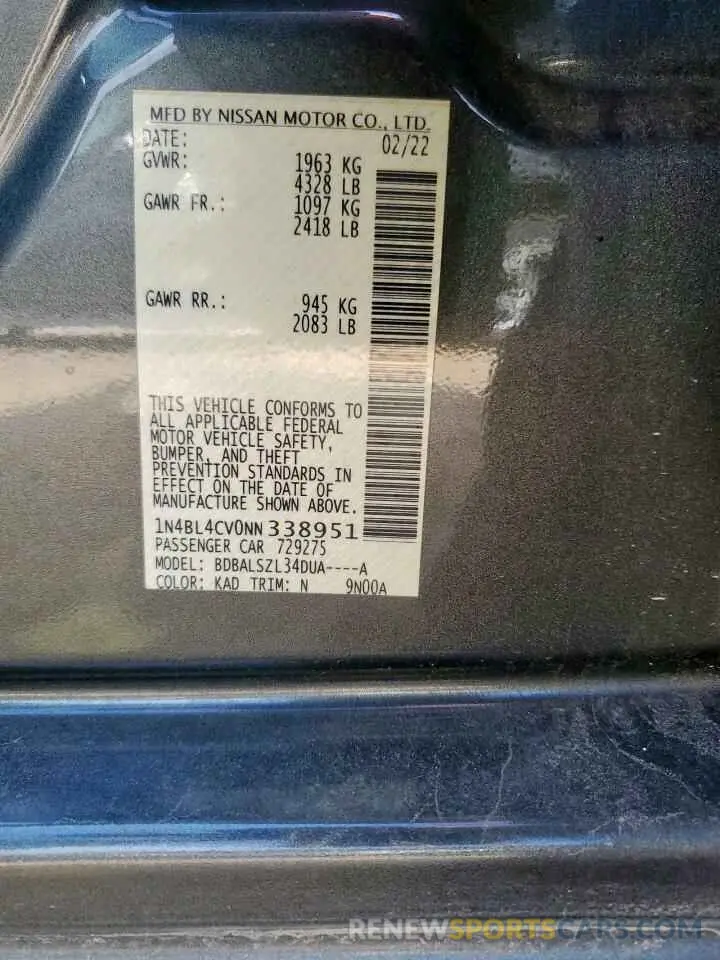 MFD BY NISSAN MOTOR CO., LTD.
DATE: 02/22
GVWR: 1963 KG
4328 LB
GAWR FR.: 1097 KG
2418 LB
GAWR RR.: 945 KG
2083 LB
THIS VEHICLE CONFORMS TO
ALL APPLICABLE FEDERAL
MOTOR VEHICLE SAFETY,
BUMPER, AND THEFT
PREVENTION STANDARDS IN
EFFECT ON THE DATE OF
MANUFACTURE SHOWN ABOVE.
1N4BL4CV0NN338951
PASSENGER CAR 729275
MODEL: BDBALSZL34DUA----A
COLOR: KAD TRIM: N 9N00A
RENEWSPORTSCARS.COM